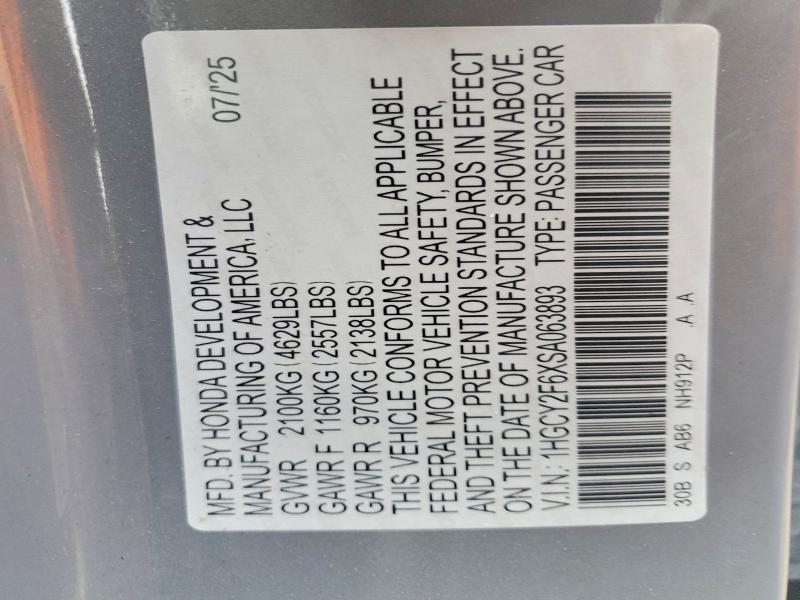 MFD. BY HONDA DEVELOPMENT &
MANUFACTURING OF AMERICA, LLC 07/'25
GVWR 2100KG (4629LBS)
GAWR F 1160KG (2557LBS)
GAWR R 970KG (2138LBS)
THIS VEHICLE CONFORMS TO ALL APPLICABLE
FEDERAL MOTOR VEHICLE SAFETY, BUMPER,
AND THEFT PREVENTION STANDARDS IN EFFECT
ON THE DATE OF MANUFACTURE SHOWN ABOVE.
V.I.N.: 1HGCY2F6XSA063893 TYPE: PASSENGER CAR
30B S AB6 NH912P .A .A